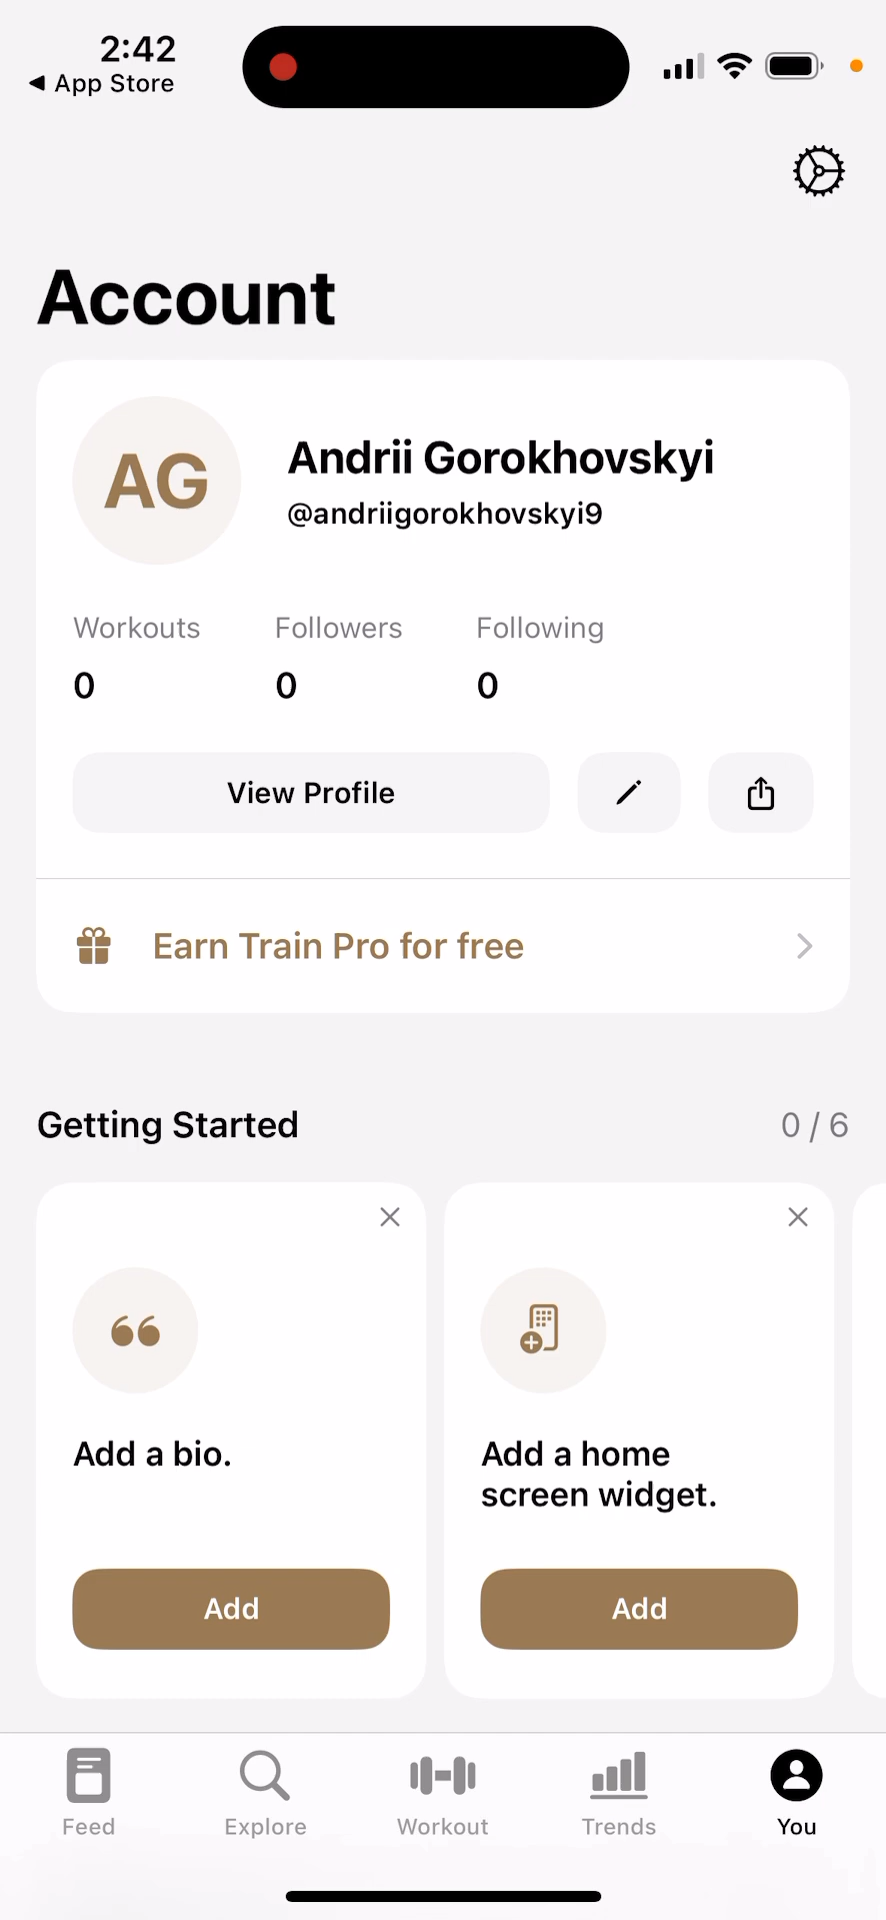 2:42
App Store
Account
AG
Andrii Gorokhovskyi
@andriigorokhovskyi9
Workouts Followers Following
0 0 0
View Profile
Earn Train Pro for free
Getting Started 0 / 6
Add a bio.
Add
Add a home
screen widget.
Add
Feed Explore Workout Trends You